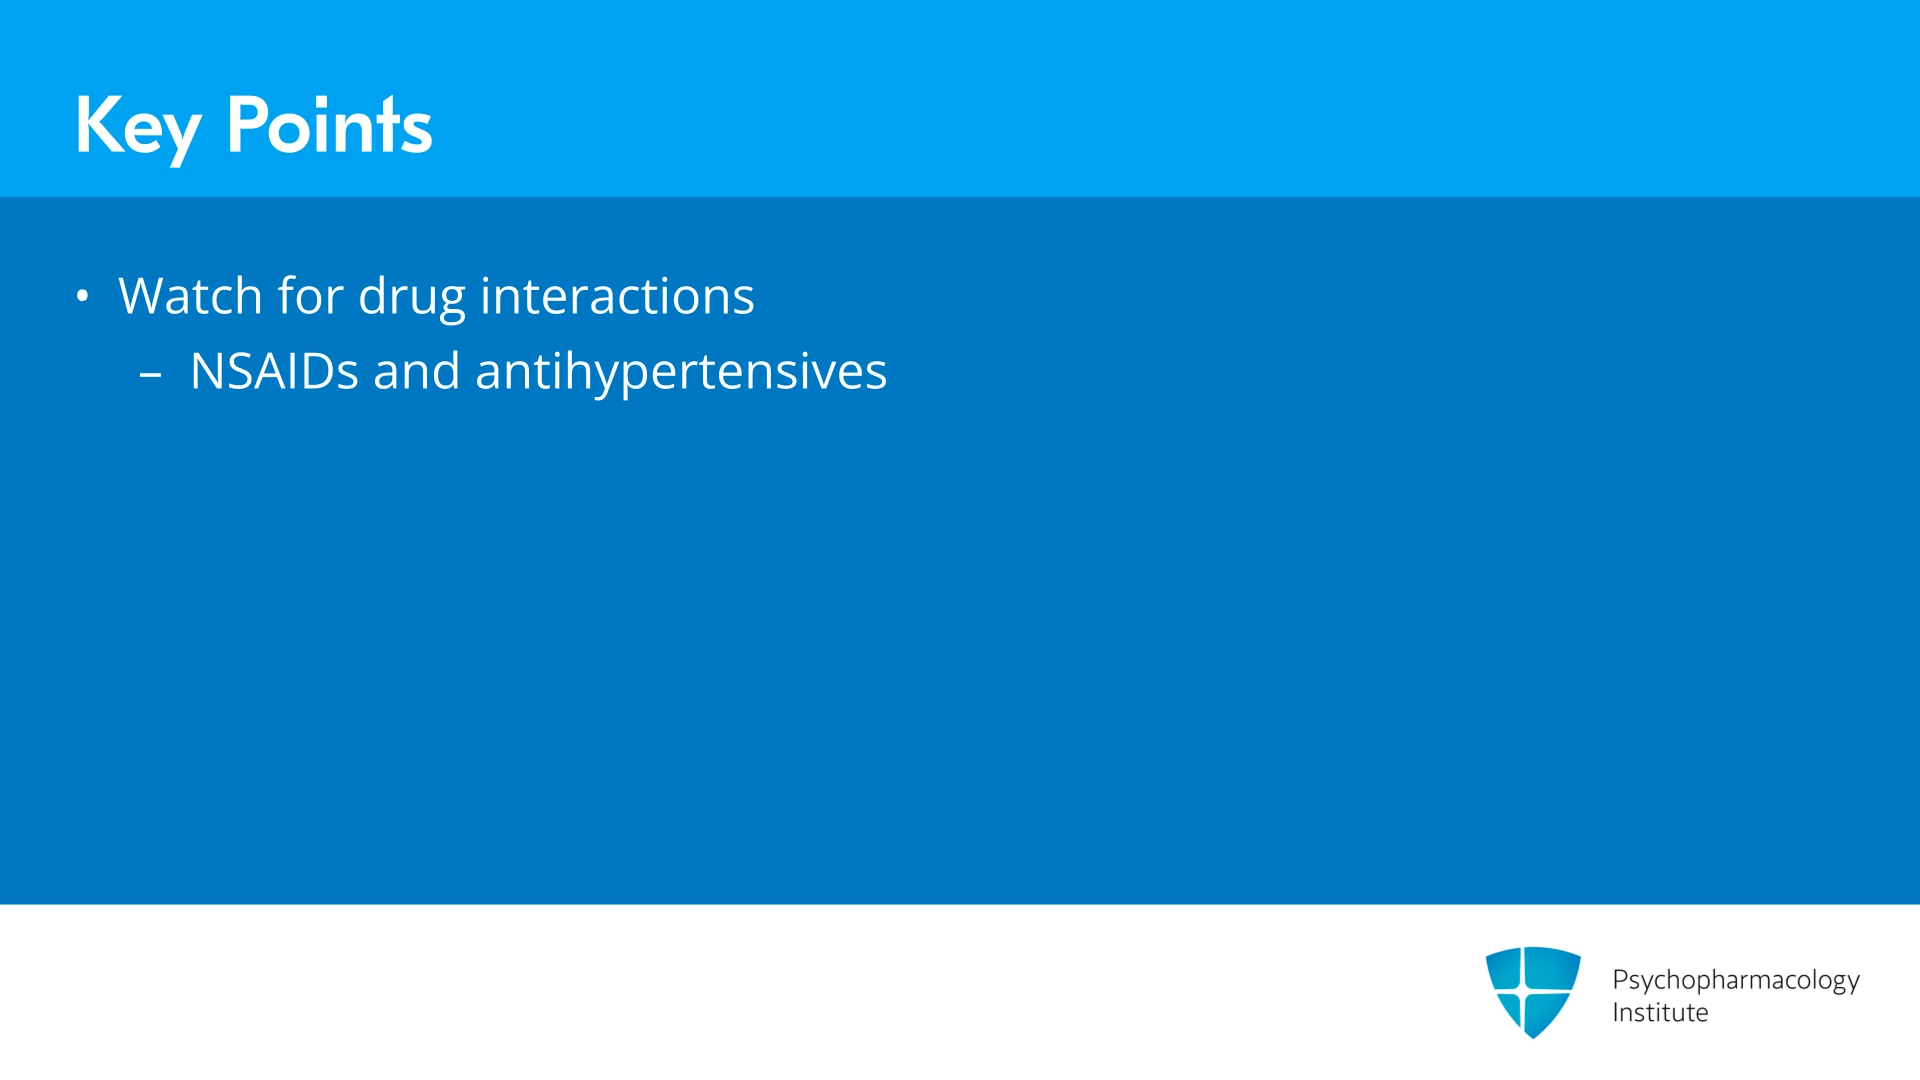 Key Points
• Watch for drug interactions
– NSAIDs and antihypertensives
Psychopharmacology
Institute